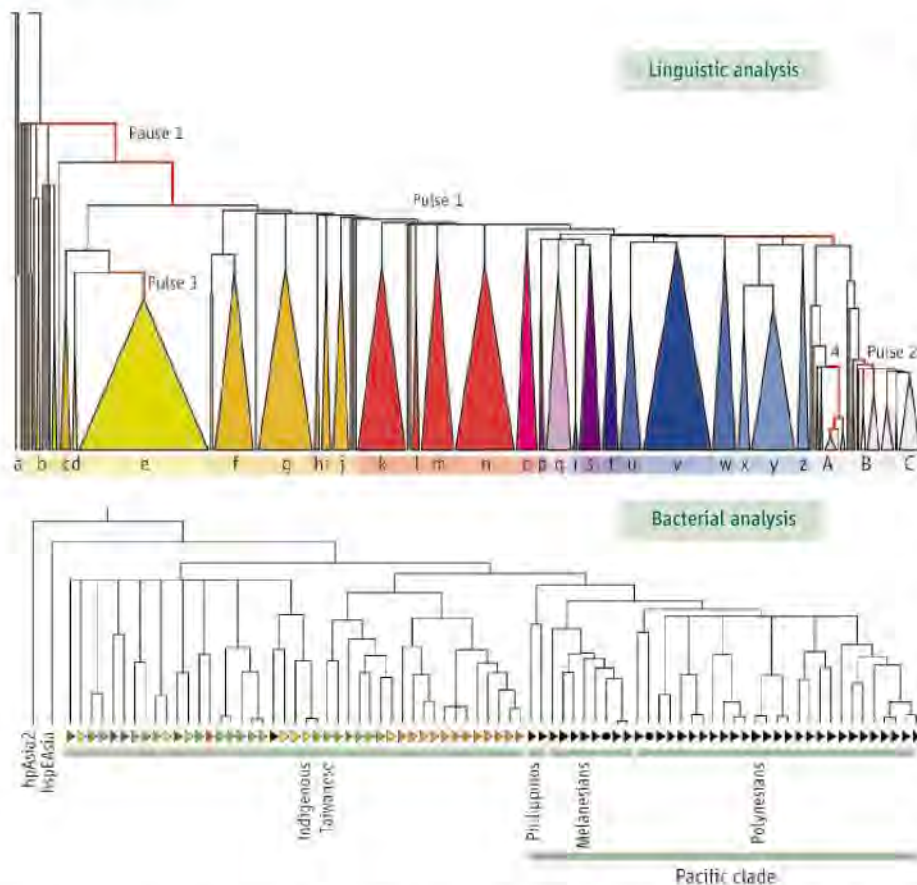 Linguistic analysis
Pause 1
Pulse 1
Pulse 3
4
Pulse 2
a b c d e f g h i j k l m n o p q r s t u v w x y z A B C
Bacterial analysis
hpAsia2
hspEAsia
Indigenous
Taiwanese
Philippinos
Melanesians
Polynesians
Pacific clade